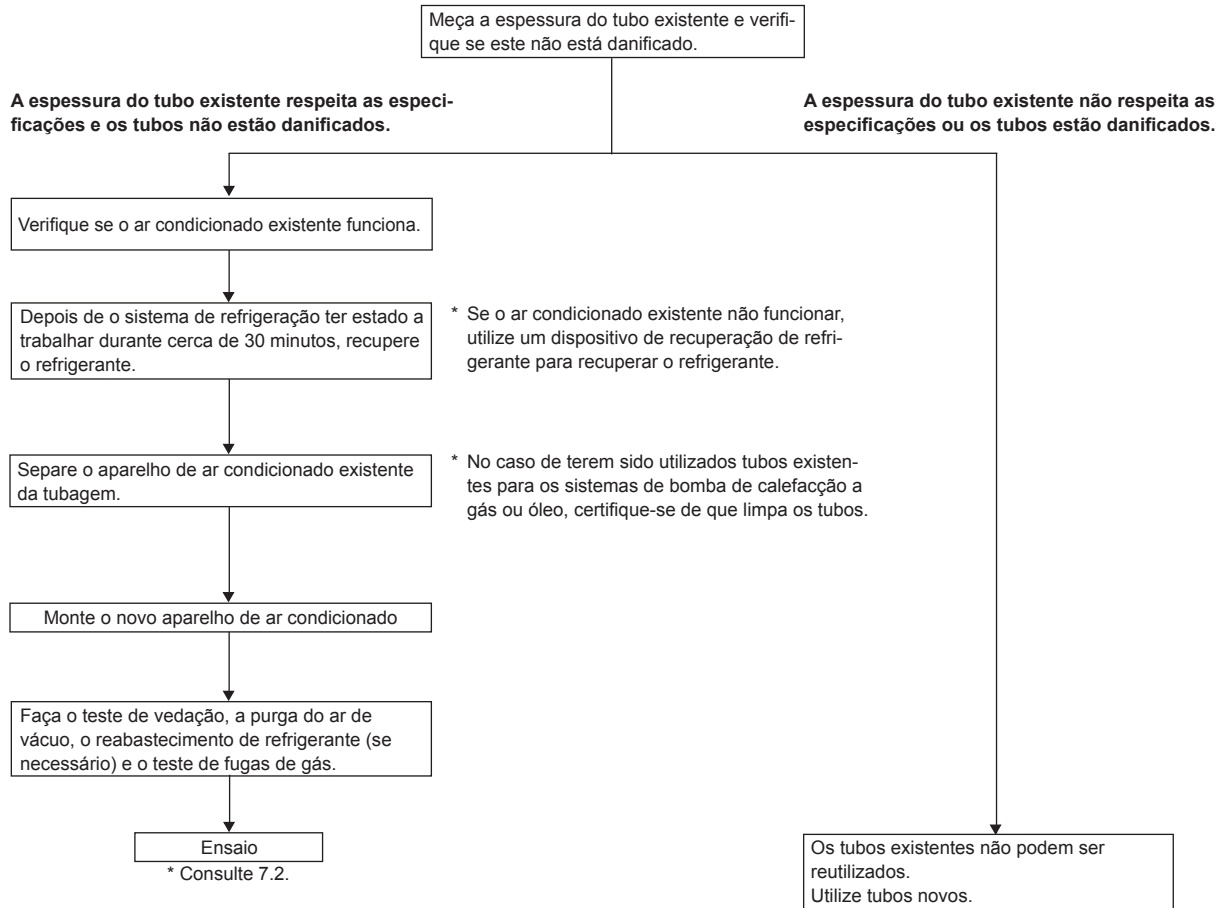 Meça a espessura do tubo existente e verifi-
que se este não está danificado.
A espessura do tubo existente respeita as especi-
ficações e os tubos não estão danificados.
A espessura do tubo existente não respeita as
especificações ou os tubos estão danificados.
Verifique se o ar condicionado existente funciona.
Depois de o sistema de refrigeração ter estado a
trabalhar durante cerca de 30 minutos, recupere
o refrigerante.
* Se o ar condicionado existente não funcionar,
utilize um dispositivo de recuperação de refri-
gerante para recuperar o refrigerante.
Separe o aparelho de ar condicionado existente
da tubagem.
* No caso de terem sido utilizados tubos existen-
tes para os sistemas de bomba de calefacção a
gás ou óleo, certifique-se de que limpa os tubos.
Monte o novo aparelho de ar condicionado
Faça o teste de vedação, a purga do ar de
vácuo, o reabastecimento de refrigerante (se
necessário) e o teste de fugas de gás.
Ensaio
* Consulte 7.2.
Os tubos existentes não podem ser
reutilizados.
Utilize tubos novos.